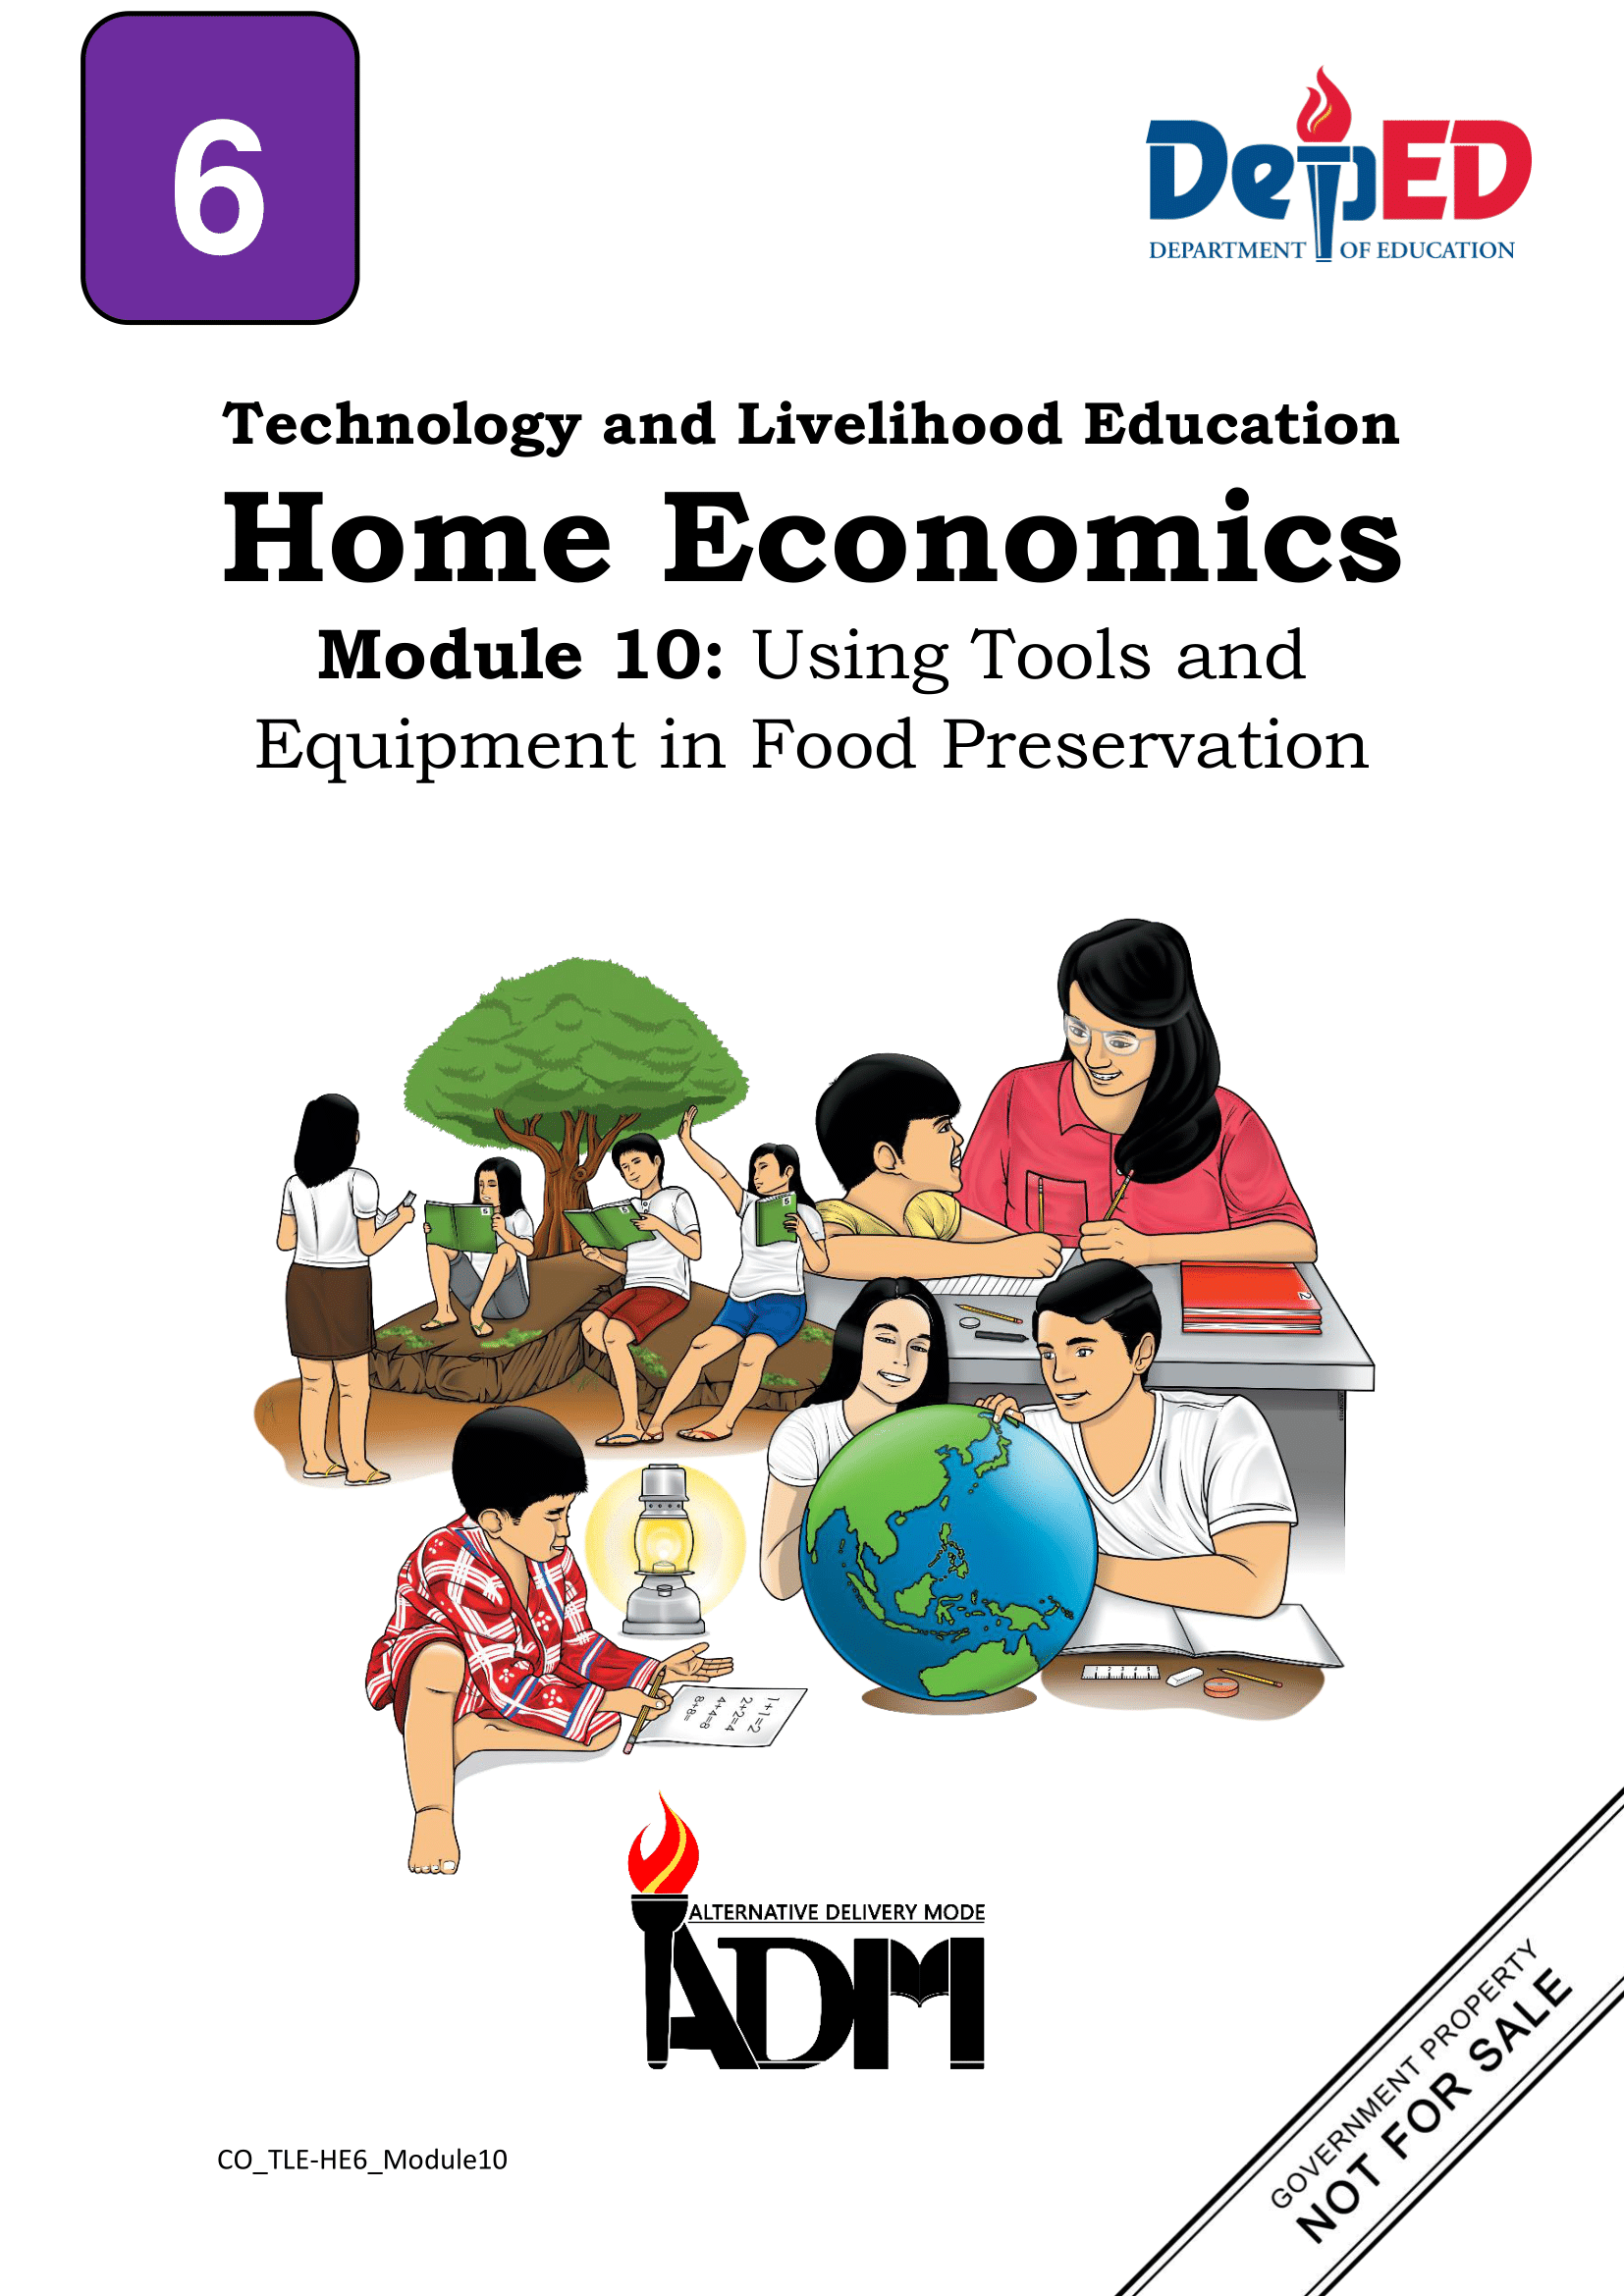 6
DepED
DEPARTMENT OF EDUCATION
Technology and Livelihood Education
Home Economics
Module 10: Using Tools and
Equipment in Food Preservation
1+1=2
2+2=4
4+4=8
8+8=
ALTERNATIVE DELIVERY MODE
ADM
CO_TLE-HE6_Module10
GOVERNMENT PROPERTY
NOT FOR SALE